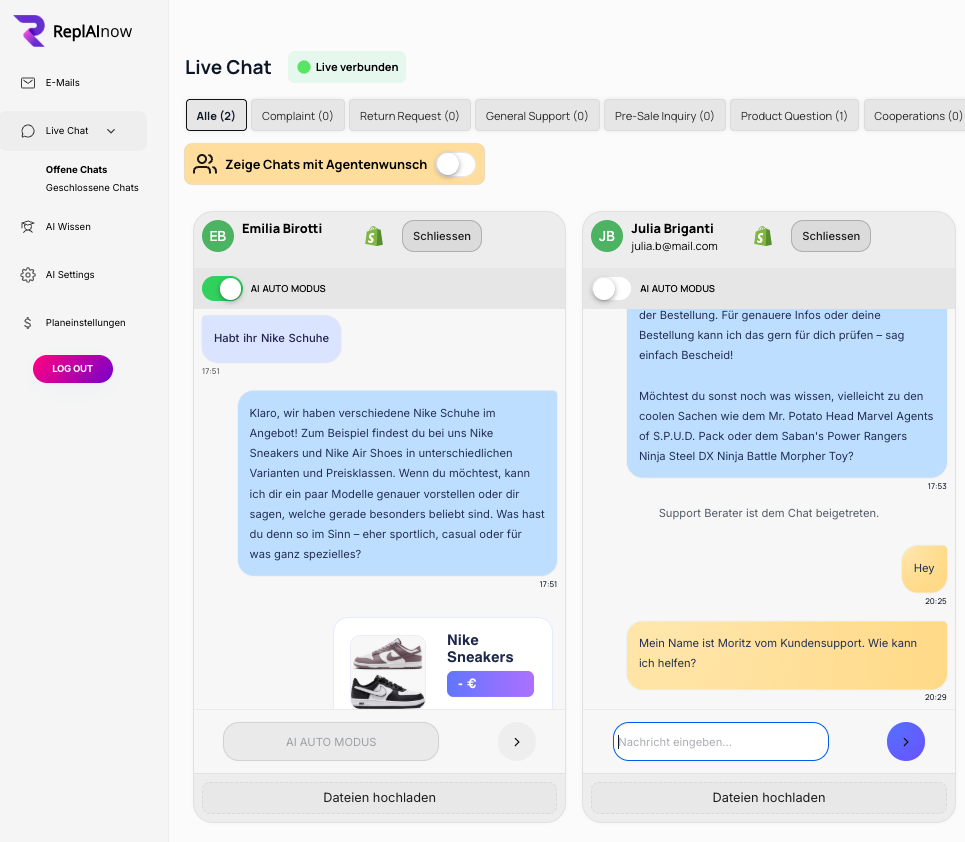 ReplAInow
E-Mails
Live Chat
Offene Chats
Geschlossene Chats
AI Wissen
AI Settings
Planeinstellungen
LOG OUT
Live Chat
Live verbunden
Alle (2)
Complaint (0)
Return Request (0)
General Support (0)
Pre-Sale Inquiry (0)
Product Question (1)
Cooperations (0)
Zeige Chats mit Agentenwunsch
EB
Emilia Birotti
Schliessen
AI AUTO MODUS
Habt ihr Nike Schuhe
17:51
Klaro, wir haben verschiedene Nike Schuhe im
Angebot! Zum Beispiel findest du bei uns Nike
Sneakers und Nike Air Shoes in unterschiedlichen
Varianten und Preisklassen. Wenn du möchtest, kann
ich dir ein paar Modelle genauer vorstellen oder dir
sagen, welche gerade besonders beliebt sind. Was hast
du denn so im Sinn – eher sportlich, casual oder für
was ganz spezielles?
17:51
Nike
Sneakers
- €
AI AUTO MODUS
Dateien hochladen
JB
Julia Briganti
julia.b@mail.com
Schliessen
AI AUTO MODUS
der Bestellung. Für genauere Infos oder deine
Bestellung kann ich das gern für dich prüfen – sag
einfach Bescheid!
Möchtest du sonst noch was wissen, vielleicht zu den
coolen Sachen wie dem Mr. Potato Head Marvel Agents
of S.P.U.D. Pack oder dem Saban's Power Rangers
Ninja Steel DX Ninja Battle Morpher Toy?
17:53
Support Berater ist dem Chat beigetreten.
Hey
20:25
Mein Name ist Moritz vom Kundensupport. Wie kann
ich helfen?
20:29
Nachricht eingeben...
Dateien hochladen